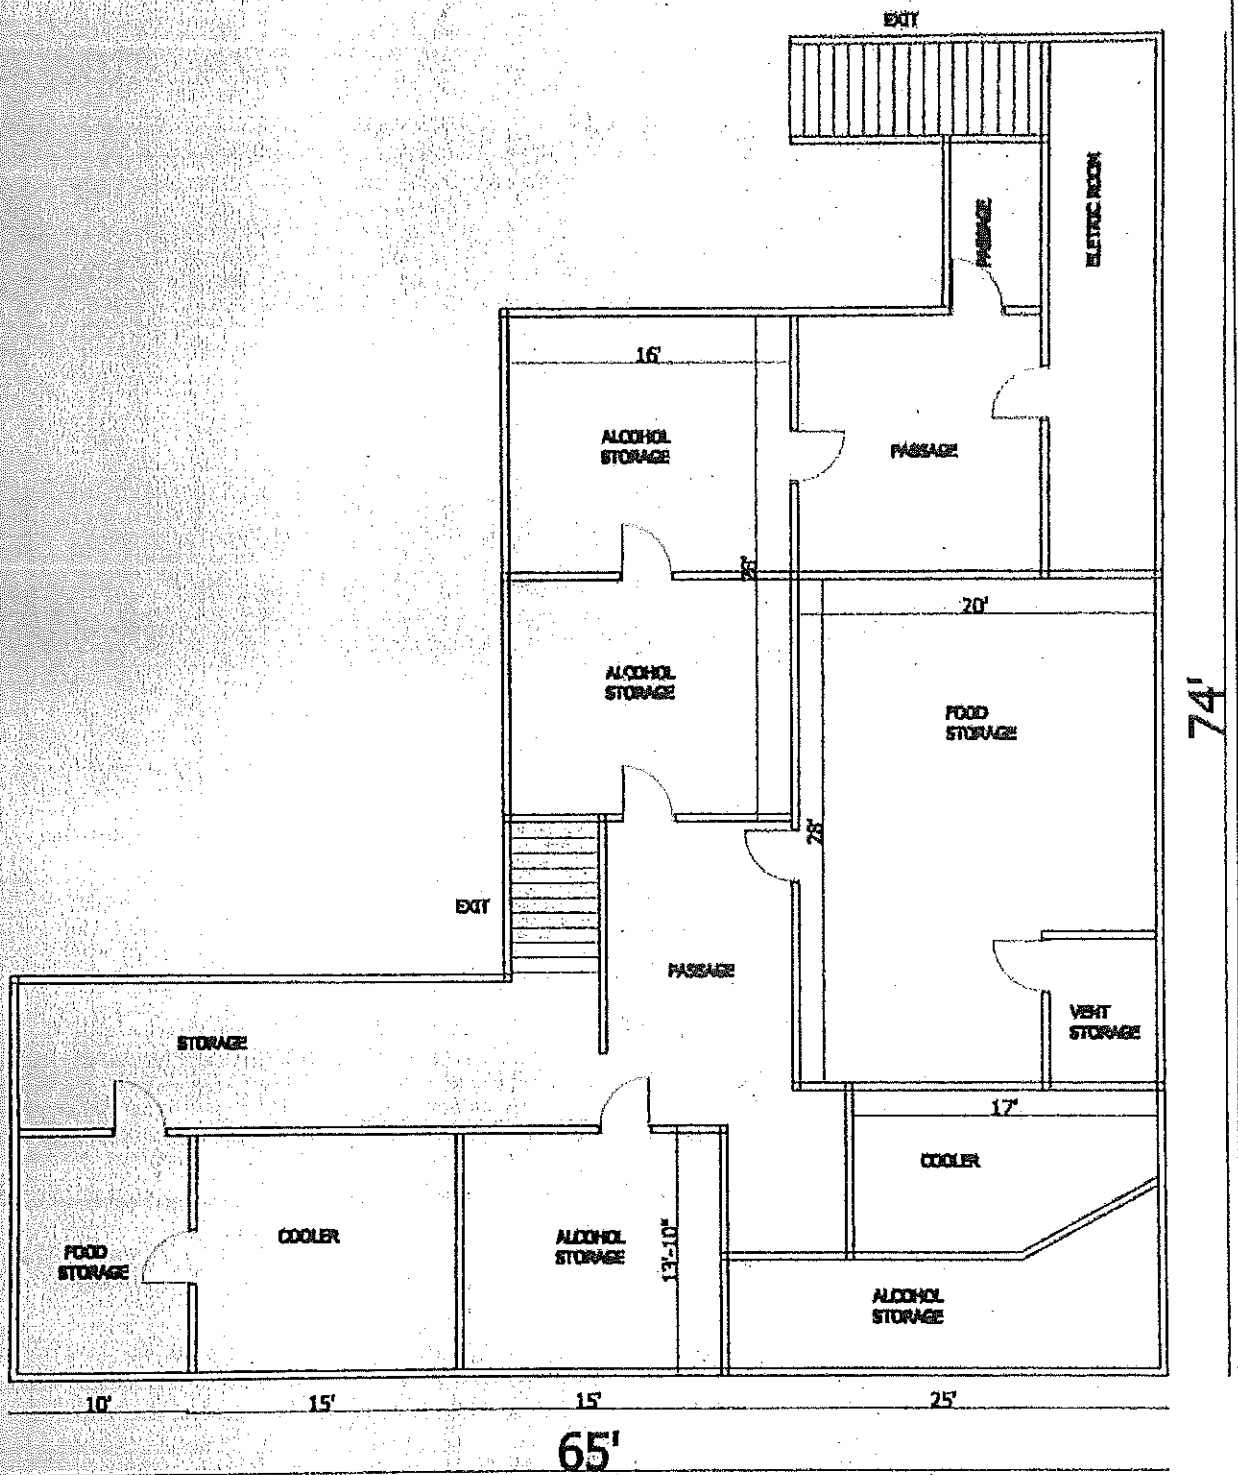 EXIT
PASSAGE
ELETRIC ROOM
16'
ALCOHOL
STORAGE
PASSAGE
20'
ALCOHOL
STORAGE
FOOD
STORAGE
74'
28'
EXIT
PASSAGE
VENT
STORAGE
STORAGE
17'
COOLER
COOLER
ALCOHOL
STORAGE
13'-10"
FOOD
STORAGE
ALCOHOL
STORAGE
10'
15'
15'
25'
65'